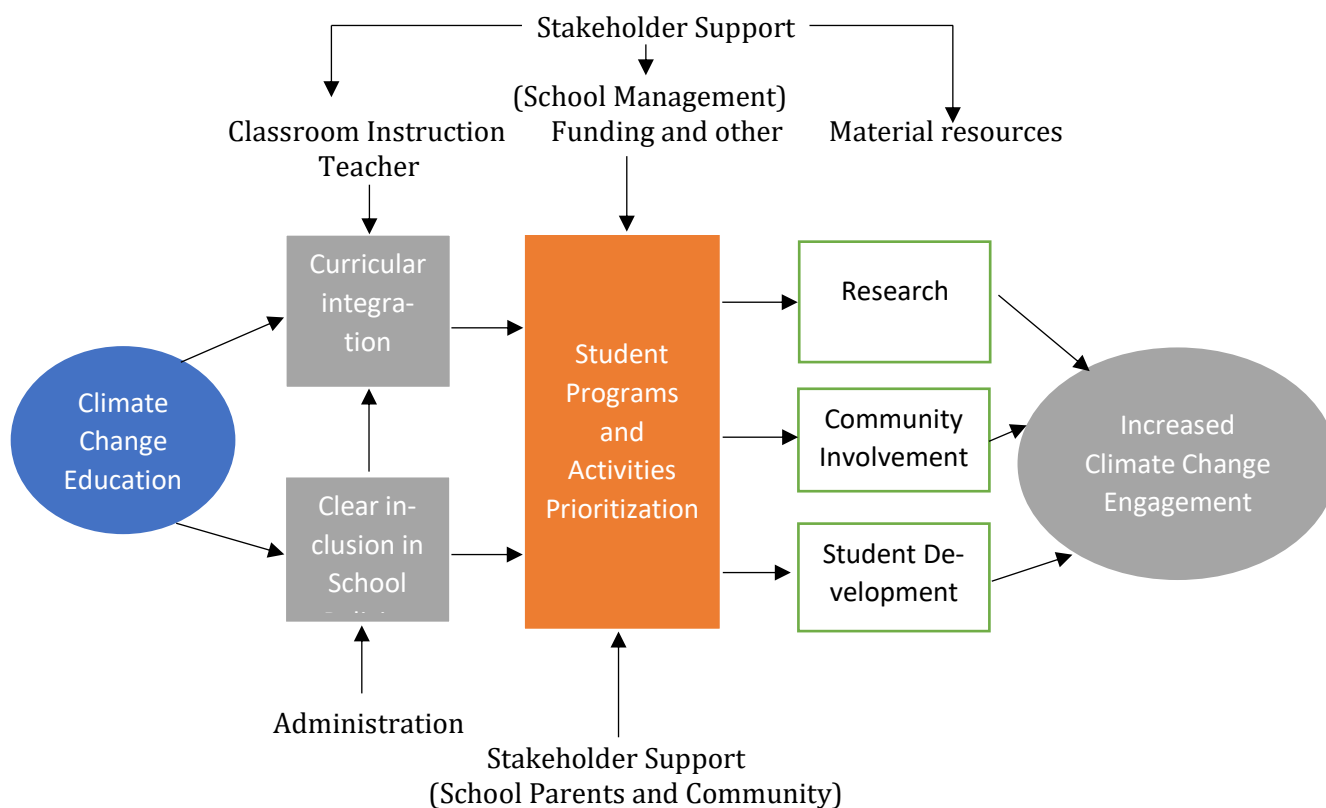 Stakeholder Support
(School Management)
Funding and other
Classroom Instruction
Teacher
Material resources
Curricular
integra-
tion
Climate
Change
Education
Clear in-
clusion in
School
Student
Programs
and
Activities
Prioritization
Research
Community
Involvement
Student De-
velopment
Increased
Climate Change
Engagement
Administration
Stakeholder Support
(School Parents and Community)